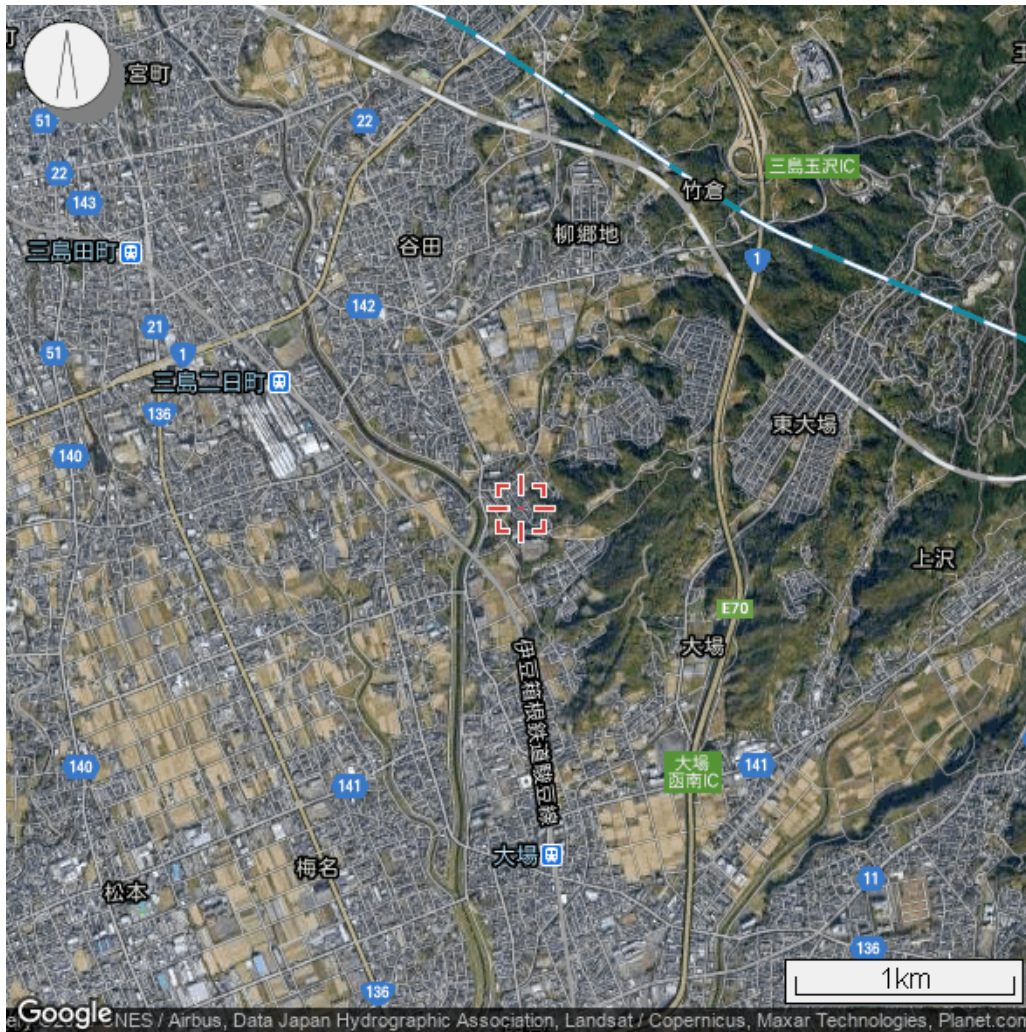 宮町
51
22
22
143
三島玉沢IC
竹倉
三島田町
谷田
柳郷地
1
142
21
51
1
三島二日町
136
140
東大場
上沢
E70
大場
伊豆箱根鉄道駿豆線
140
141
大場
函南IC
141
大場
梅名
松本
11
136
136
1km
Google
CNES / Airbus, Data Japan Hydrographic Association, Landsat / Copernicus, Maxar Technologies, Planet.com